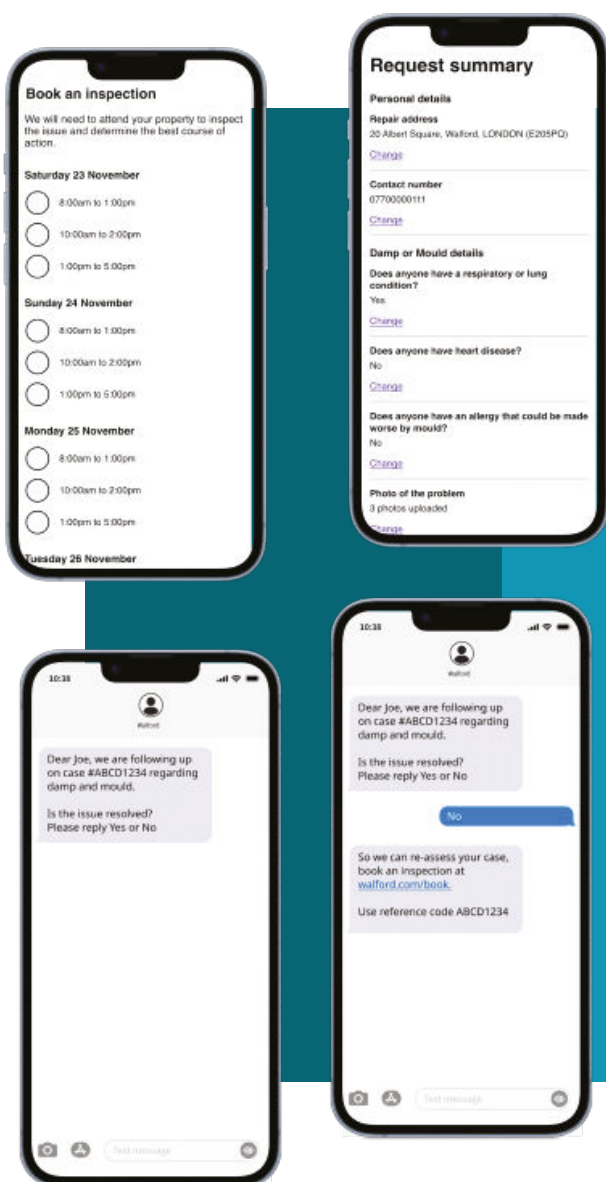 Book an inspection
We will need to attend your property to inspect
the issue and determine the best course of
action.
Saturday 23 November
8:00am to 1:00pm
10:00am to 2:00pm
1:00pm to 5:00pm
Sunday 24 November
8:00am to 1:00pm
10:00am to 2:00pm
1:00pm to 5:00pm
Monday 25 November
8:00am to 1:00pm
10:00am to 2:00pm
1:00pm to 5:00pm
Tuesday 26 November
Request summary
Personal details
Repair address
20 Albert Square, Walford, LONDON (E205PQ)
Change
Contact number
07700000111
Change
Damp or Mould details
Does anyone have a respiratory or lung
condition?
Yes
Change
Does anyone have heart disease?
No
Change
Does anyone have an allergy that could be made
worse by mould?
No
Change
Photo of the problem
3 photos uploaded
Change
10:38
Walford
Dear Joe, we are following up
on case #ABCD1234 regarding
damp and mould.
Is the issue resolved?
Please reply Yes or No
Text message
10:38
Walford
Dear Joe, we are following up
on case #ABCD1234 regarding
damp and mould.
Is the issue resolved?
Please reply Yes or No
No
So we can re-assess your case,
book an inspection at
walford.com/book.
Use reference code ABCD1234
Text message